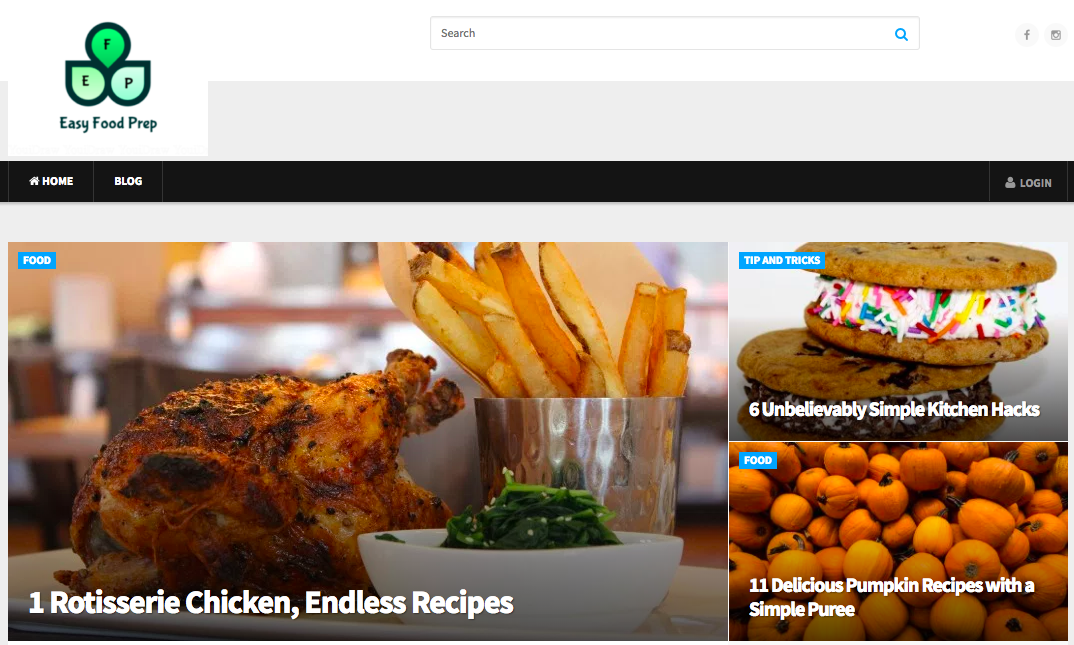 Search
F
E P
Easy Food Prep
HOME BLOG LOGIN
FOOD
1 Rotisserie Chicken, Endless Recipes
TIP AND TRICKS
6 Unbelievably Simple Kitchen Hacks
FOOD
11 Delicious Pumpkin Recipes with a
Simple Puree